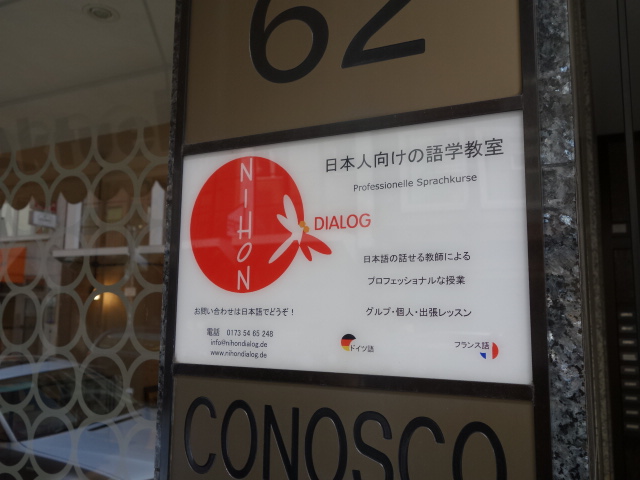 62
日本人向けの語学教室
Professionelle Sprachkurse
NIHON
DIALOG
日本語の話せる教師による
プロフェッショナルな授業
お問い合わせは日本語でどうぞ！
グルプ・個人・出張レッスン
電話 0173 54 65 248
info@nihondialog.de
www.nihondialog.de
ドイツ語
フランス語
CONOSCO